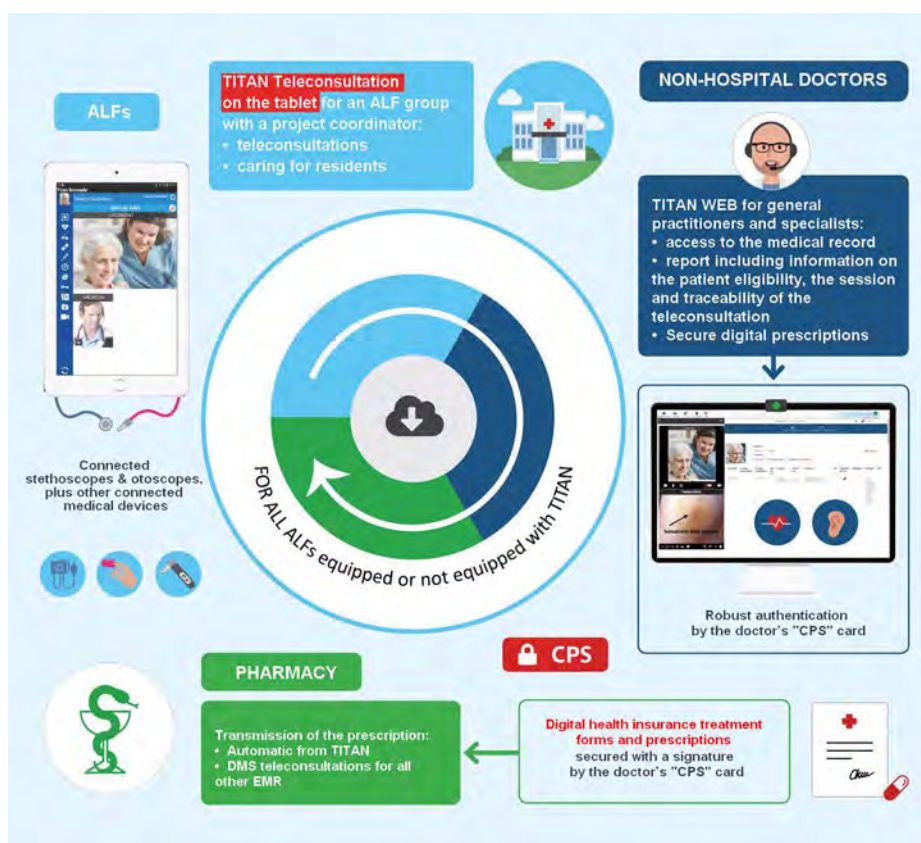 ALFs
TITAN Teleconsultation
on the tablet for an ALF group
with a project coordinator:
• teleconsultations
• caring for residents
NON-HOSPITAL DOCTORS
TITAN WEB for general
practitioners and specialists:
• access to the medical record
• report including information on
the patient eligibility, the session
and traceability of the
teleconsultation
• Secure digital prescriptions
Connected
stethoscopes & otoscopes,
plus other connected
medical devices
FOR ALL ALFs equipped or not equipped with TITAN
Robust authentication
by the doctor's "CPS" card
CPS
PHARMACY
Transmission of the prescription:
• Automatic from TITAN
• DMS teleconsultations for all
other EMR
Digital health insurance treatment
forms and prescriptions
secured with a signature
by the doctor's "CPS" card